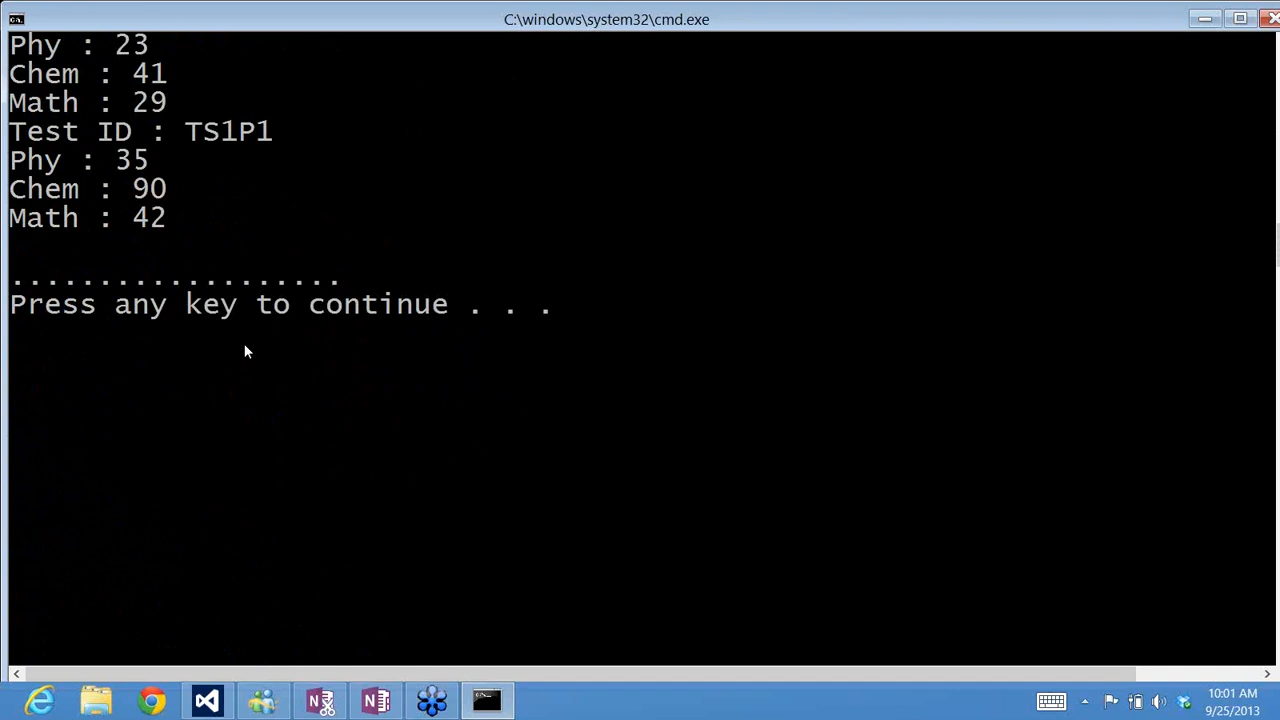 C:\windows\system32\cmd.exe
Phy : 23
Chem : 41
Math : 29
Test ID : TS1P1
Phy : 35
Chem : 90
Math : 42
...................
Press any key to continue . . .
10:01 AM
9/25/2013